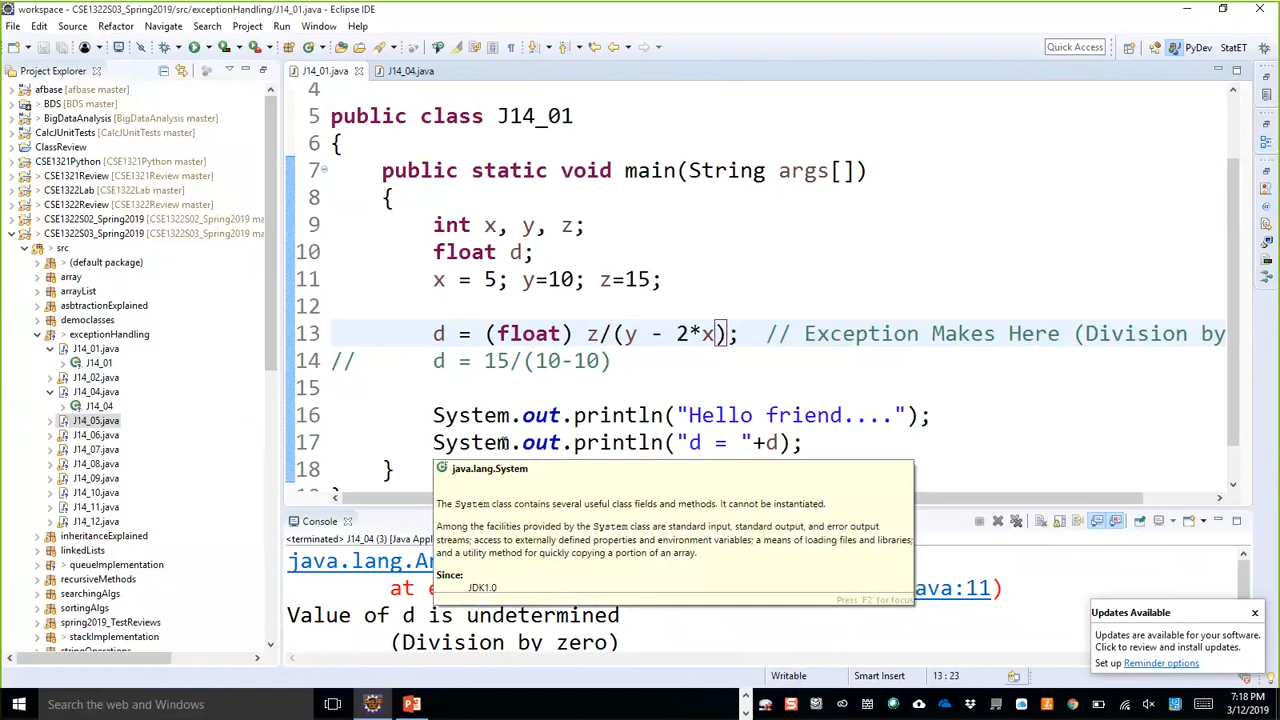 workspace - CSE1322S03_Spring2019/src/exceptionHandling/J14_01.java - Eclipse IDE
File Edit Source Refactor Navigate Search Project Run Window Help
Quick Access
PyDev
StatET
Project Explorer
J14_01.java
J14_04.java
afbase [afbase master]
> BDS [BDS master]
> BigDataAnalysis [BigDataAnalysis master]
CalcJUnitTests [CalcJUnitTests master]
ClassReview
CSE1321Python [CSE1321Python master]
> CSE1321Review [CSE1321Review master]
> CSE1322Lab [CSE1322Lab master]
> CSE1322Review [CSE1322Review master]
> CSE1322S02_Spring2019 [CSE1322S02_Spring2019 ma
> CSE1322S03_Spring2019 [CSE1322S03_Spring2019 ma
src
(default package)
array
arrayList
asbtractionExplained
democlasses
exceptionHandling
J14_01.java
J14_01
J14_02.java
J14_04.java
J14_04
J14_05.java
J14_06.java
J14_07.java
J14_08.java
J14_09.java
J14_10.java
J14_11.java
J14_12.java
inheritanceExplained
linkedLists
> queueImplementation
recursiveMethods
searchingAlgs
sortingAlgs
spring2019_TestReviews
> stackImplementation
4
5 public class J14_01
6 {
7 public static void main(String args[])
8 {
9 int x, y, z;
10 float d;
11 x = 5; y=10; z=15;
12
13 d = (float) z/(y - 2*x); // Exception Makes Here (Division by
14 // d = 15/(10-10)
15
16 System.out.println("Hello friend....");
17 System.out.println("d = "+d);
18 }
java.lang.System
The System class contains several useful class fields and methods. It cannot be instantiated.
Among the facilities provided by the System class are standard input, standard output, and error output
streams; access to externally defined properties and environment variables; a means of loading files and libraries;
and a utility method for quickly copying a portion of an array.
Since:
JDK1.0
Press 'F2' for focus
Console
<terminated> J14_04 (3) [Java Appl
java.lang.Ar
at e
ava:11)
Value of d is undetermined
(Division by zero)
Updates Available
Updates are available for your software.
Click to review and install updates.
Set up Reminder options
Writable
Smart Insert
13 : 23
Search the web and Windows
7:18 PM
3/12/2019